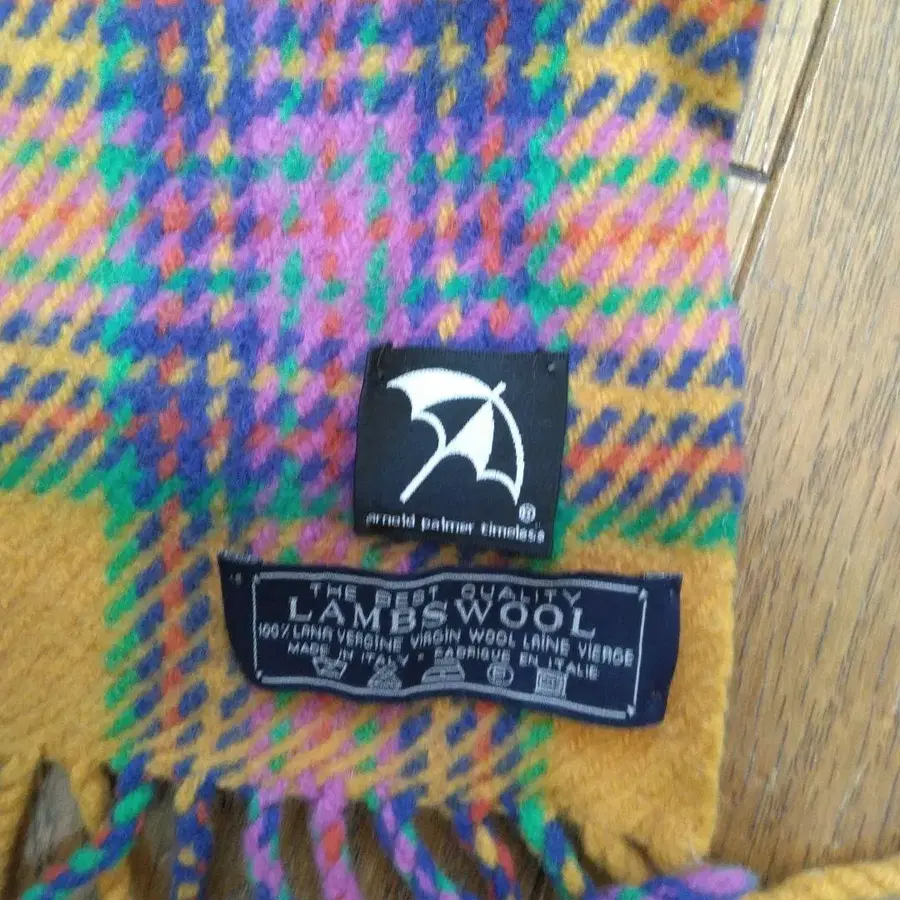 arnold palmer timeless
THE BEST QUALITY
LAMBSWOOL
100% LANA VERGINE VIRGIN WOOL LAINE VIERGE
MADE IN ITALY • FABRIQUE EN ITALIE